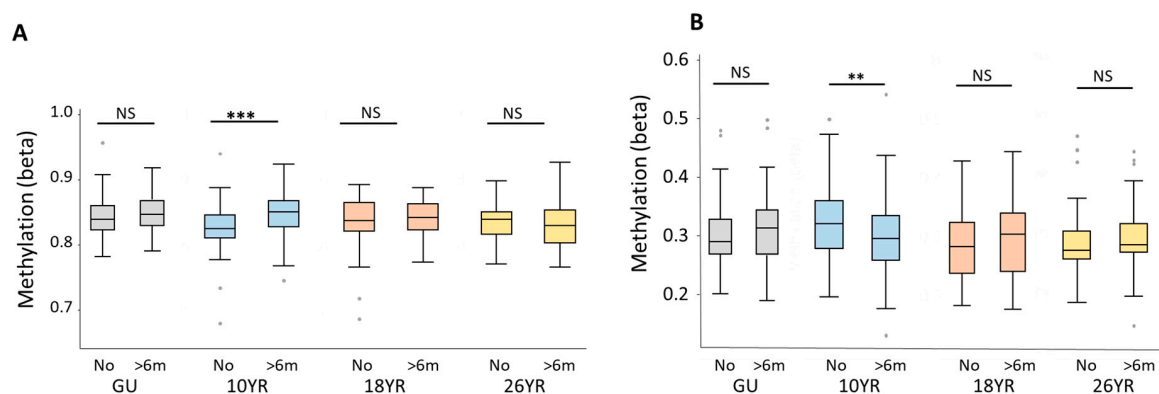 A
Methylation (beta)
1.0
0.9
0.8
0.7
NS
***
NS
NS
No >6m No >6m No >6m No >6m
GU 10YR 18YR 26YR
B
Methylation (beta)
0.6
0.5
0.4
0.3
0.2
NS
**
NS
NS
No >6m No >6m No >6m No >6m
GU 10YR 18YR 26YR